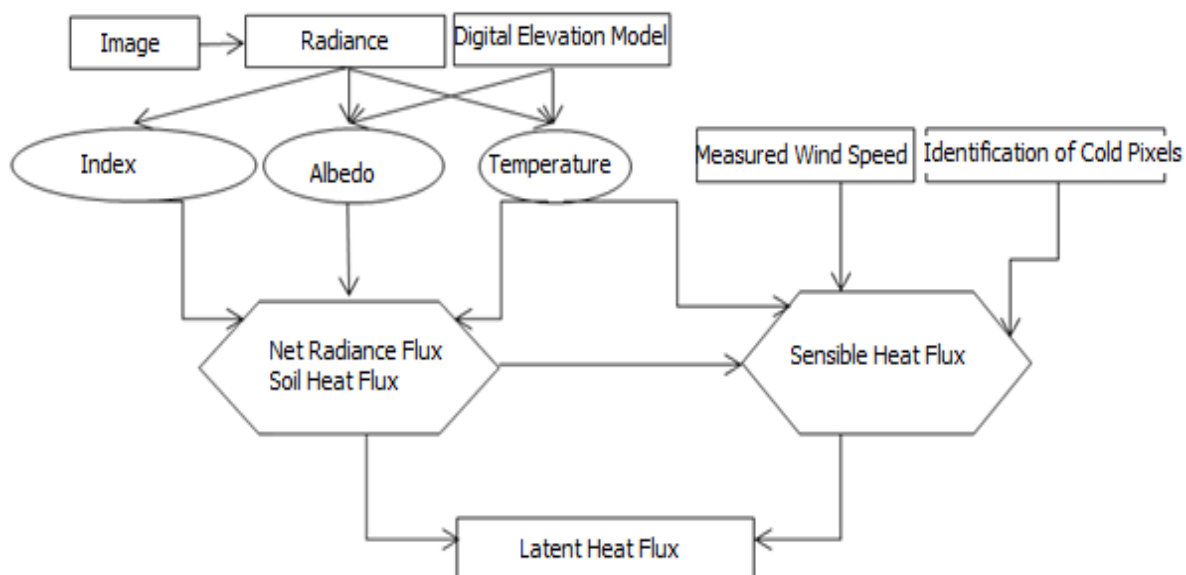 Image
Radiance
Digital Elevation Model
Index
Albedo
Temperature
Measured Wind Speed
Identification of Cold Pixels
Net Radiance Flux
Soil Heat Flux
Sensible Heat Flux
Latent Heat Flux